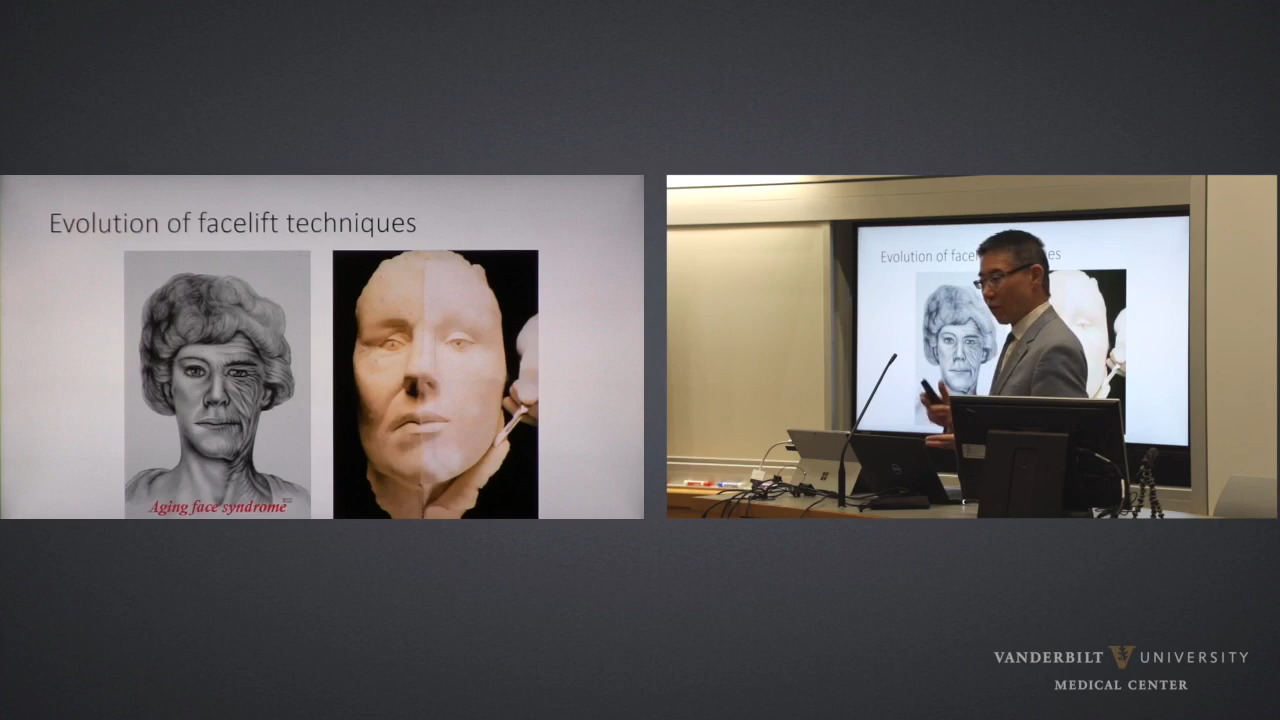 Evolution of facelift techniques
Aging face syndrome
Evolution of facel
es
VANDERBILT UNIVERSITY
MEDICAL CENTER